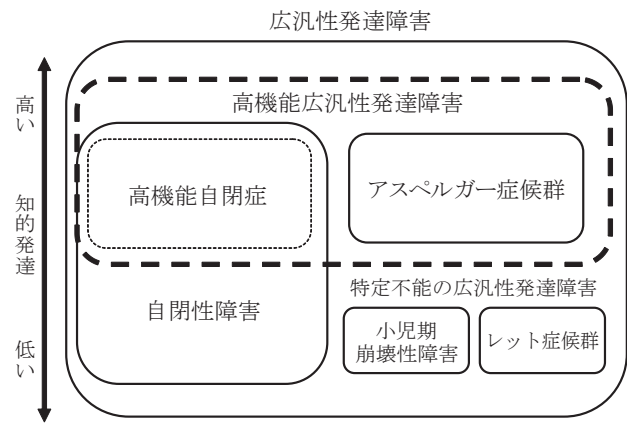 広汎性発達障害
高い
知的発達
低い
高機能広汎性発達障害
高機能自閉症
アスペルガー症候群
自閉性障害
特定不能の広汎性発達障害
小児期
崩壊性障害
レット症候群